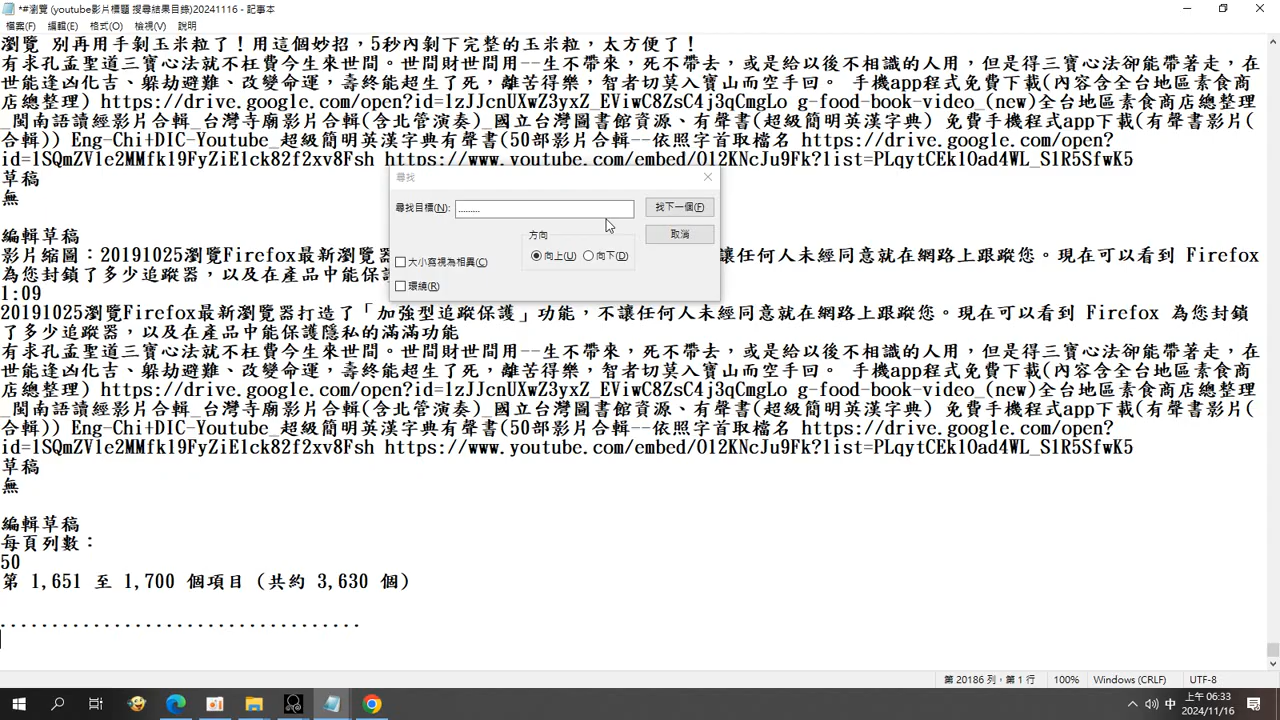 *#瀏覽 (youtube影片標題 搜尋結果目錄)20241116 - 記事本
檔案(F) 編輯(E) 格式(O) 檢視(V) 說明
瀏覽 別再用手剝玉米粒了！用這個妙招，5秒內剝下完整的玉米粒，太方便了！
有求孔孟聖道三寶心法就不枉費今生來世間。世間財世間用--生不帶來，死不帶去，或是給以後不相識的人用，但是得三寶心法卻能帶著走，在
世能逢凶化吉、躲劫避難、改變命運，壽終能超生了死，離苦得樂，智者切莫入寶山而空手回。 手機app程式免費下載(內容含全台地區素食商
店總整理) https://drive.google.com/open?id=1zJJcnUXwZ3yxZ_EViwC8ZsC4j3qCmgLo g-food-book-video_(new)全台地區素食商店總整理
_閩南語讀經影片合輯_台灣寺廟影片合輯(含北管演奏)_國立台灣圖書館資源、有聲書(超級簡明英漢字典) 免費手機程式app下載(有聲書影片(
合輯)) Eng-Chi+DIC-Youtube_超級簡明英漢字典有聲書(50部影片合輯--依照字首取檔名 https://drive.google.com/open?
id=1SQmZV1e2MMfk19FyZiE1ck82f2xv8Fsh https://www.youtube.com/embed/O12KNcJu9Fk?list=PLqytCEk1Oad4WL_S1R5SfwK5
草稿
無
編輯草稿
影片縮圖：20191025瀏覽Firefox最新瀏覽器
讓任何人未經同意就在網路上跟蹤您。現在可以看到 Firefox
為您封鎖了多少追蹤器，以及在產品中能保護
1:09
20191025瀏覽Firefox最新瀏覽器打造了「加強型追蹤保護」功能，不讓任何人未經同意就在網路上跟蹤您。現在可以看到 Firefox 為您封鎖
了多少追蹤器，以及在產品中能保護隱私的滿滿功能
有求孔孟聖道三寶心法就不枉費今生來世間。世間財世間用--生不帶來，死不帶去，或是給以後不相識的人用，但是得三寶心法卻能帶著走，在
世能逢凶化吉、躲劫避難、改變命運，壽終能超生了死，離苦得樂，智者切莫入寶山而空手回。 手機app程式免費下載(內容含全台地區素食商
店總整理) https://drive.google.com/open?id=1zJJcnUXwZ3yxZ_EViwC8ZsC4j3qCmgLo g-food-book-video_(new)全台地區素食商店總整理
_閩南語讀經影片合輯_台灣寺廟影片合輯(含北管演奏)_國立台灣圖書館資源、有聲書(超級簡明英漢字典) 免費手機程式app下載(有聲書影片(
合輯)) Eng-Chi+DIC-Youtube_超級簡明英漢字典有聲書(50部影片合輯--依照字首取檔名 https://drive.google.com/open?
id=1SQmZV1e2MMfk19FyZiE1ck82f2xv8Fsh https://www.youtube.com/embed/O12KNcJu9Fk?list=PLqytCEk1Oad4WL_S1R5SfwK5
草稿
無
編輯草稿
每頁列數：
50
第 1,651 至 1,700 個項目 (共約 3,630 個)
...................................
尋找
尋找目標(N): .........
找下一個(F)
取消
方向
向上(U) 向下(D)
大小寫視為相異(C)
環繞(R)
第 20186 列，第 1 行 100% Windows (CRLF) UTF-8
中
上午 06:33
2024/11/16